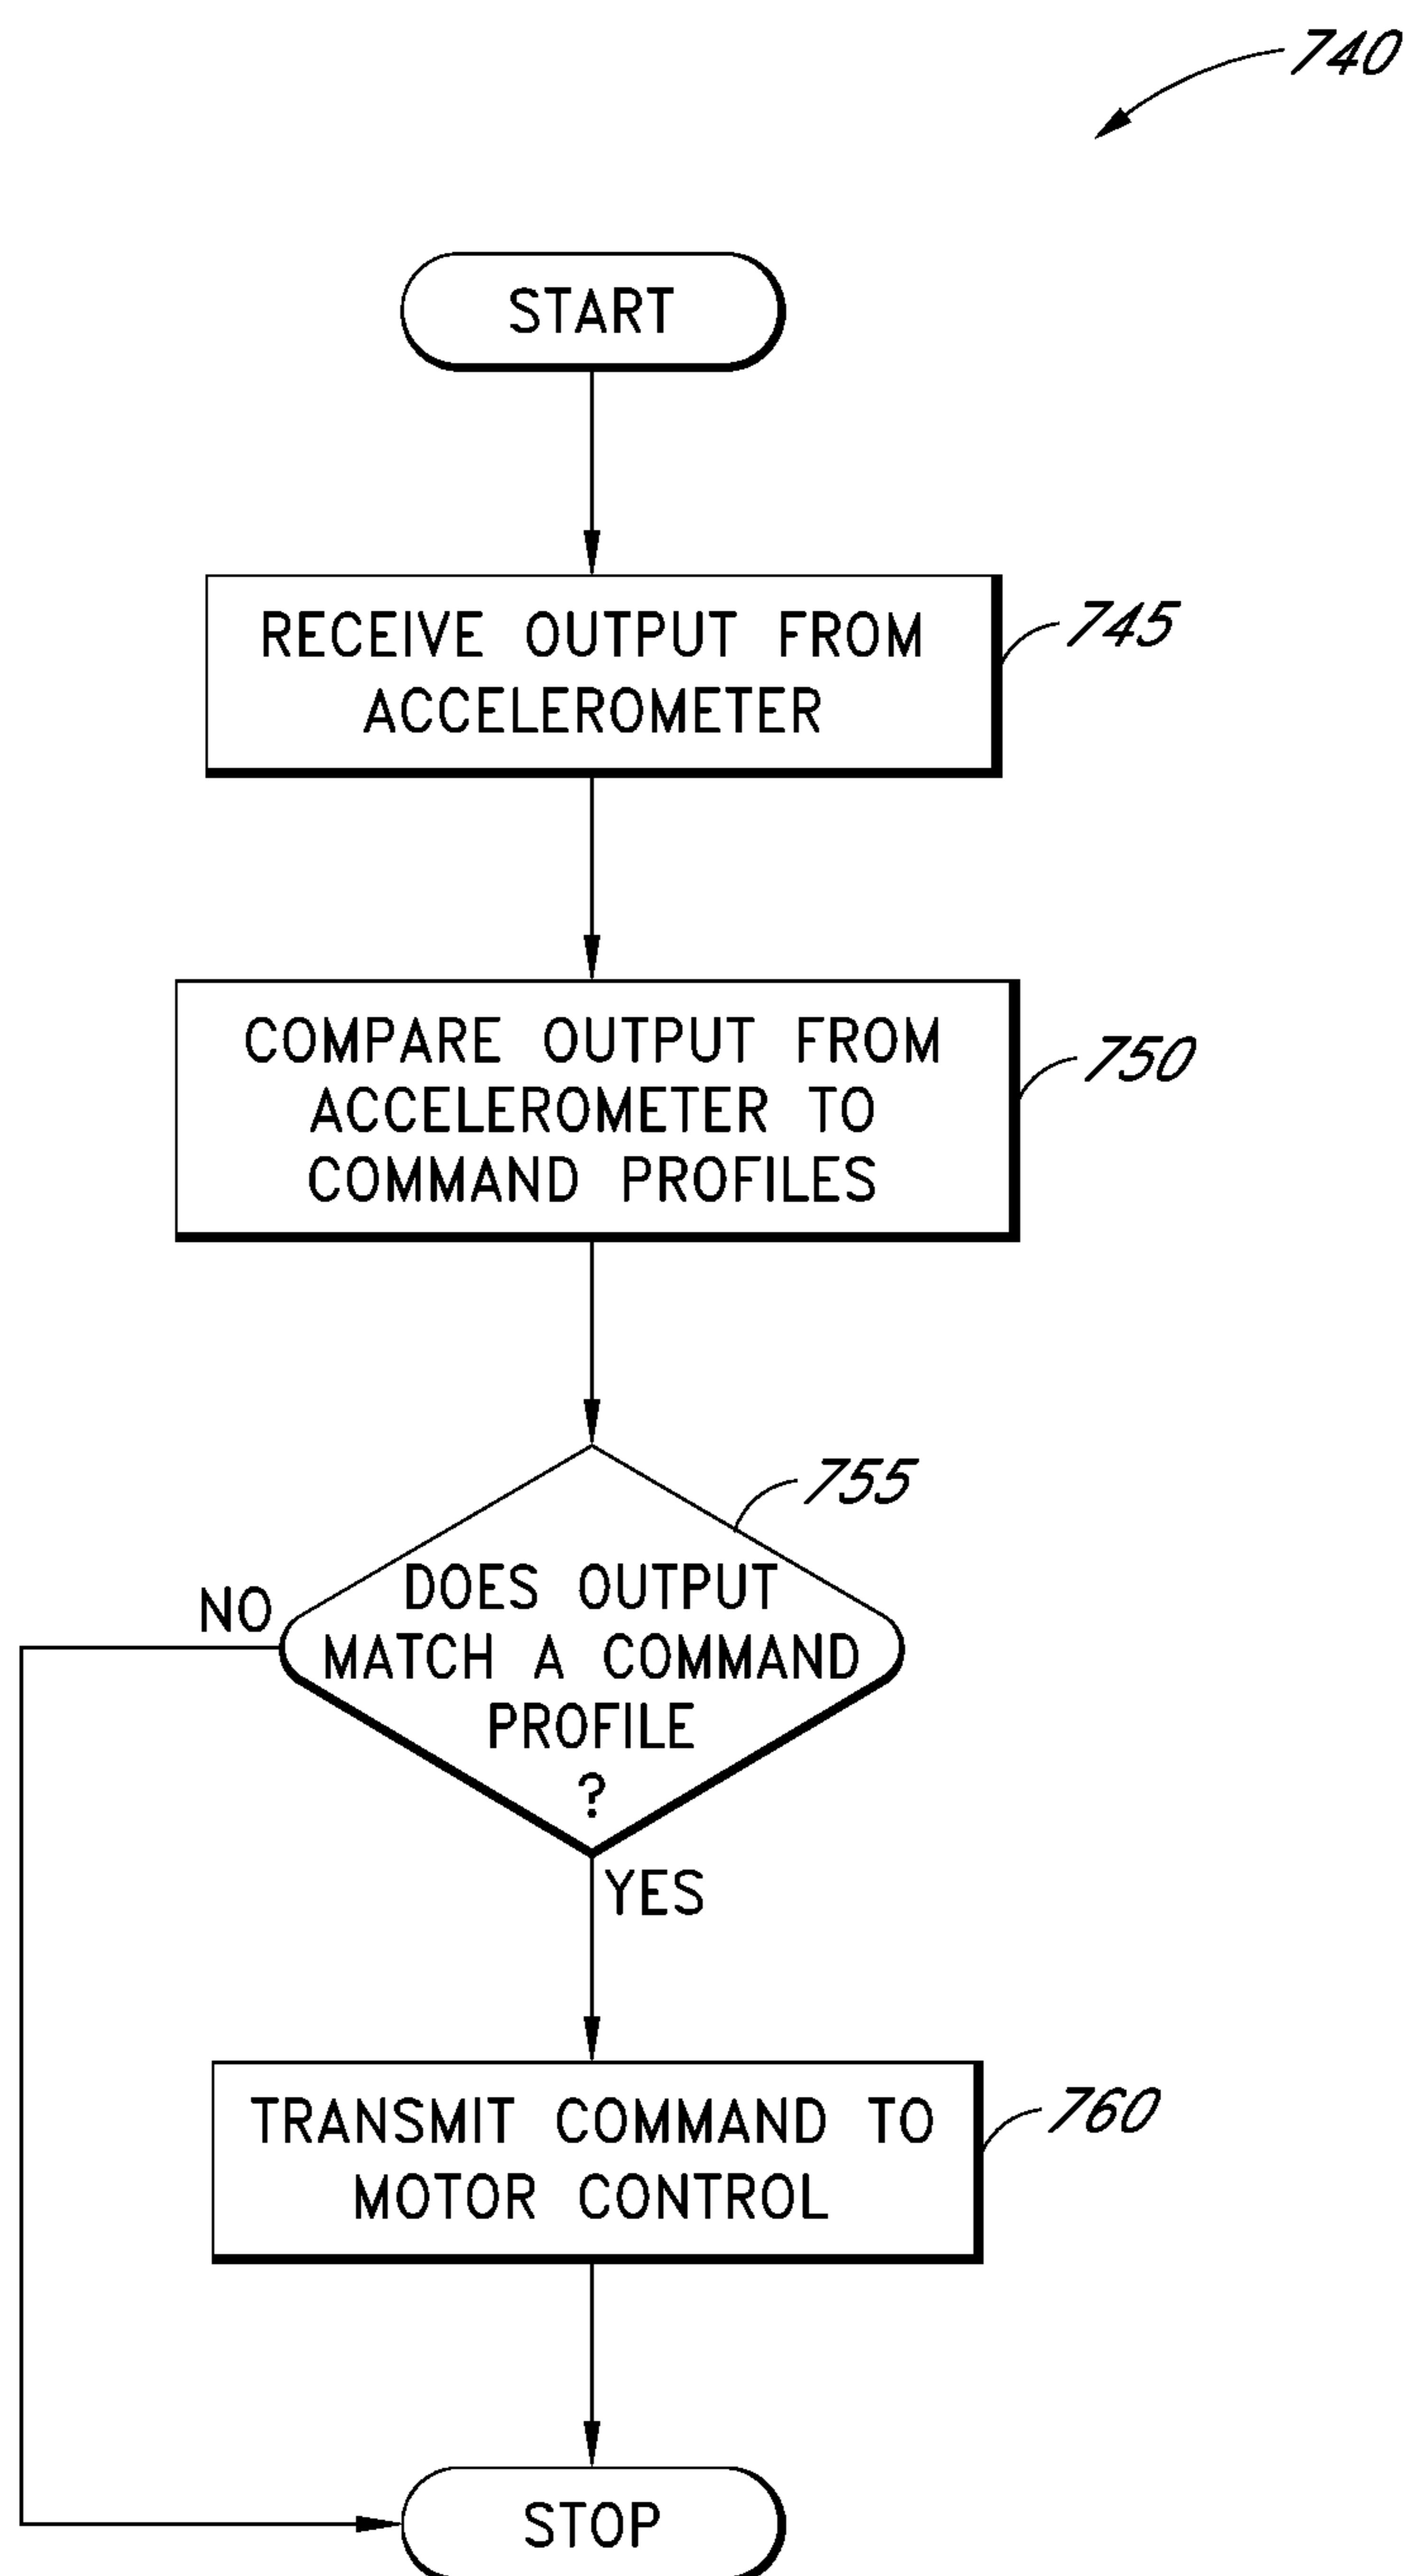 740
START
RECEIVE OUTPUT FROM
ACCELEROMETER
745
COMPARE OUTPUT FROM
ACCELEROMETER TO
COMMAND PROFILES
750
755
DOES OUTPUT
MATCH A COMMAND
PROFILE
?
NO
YES
TRANSMIT COMMAND TO
MOTOR CONTROL
760
STOP